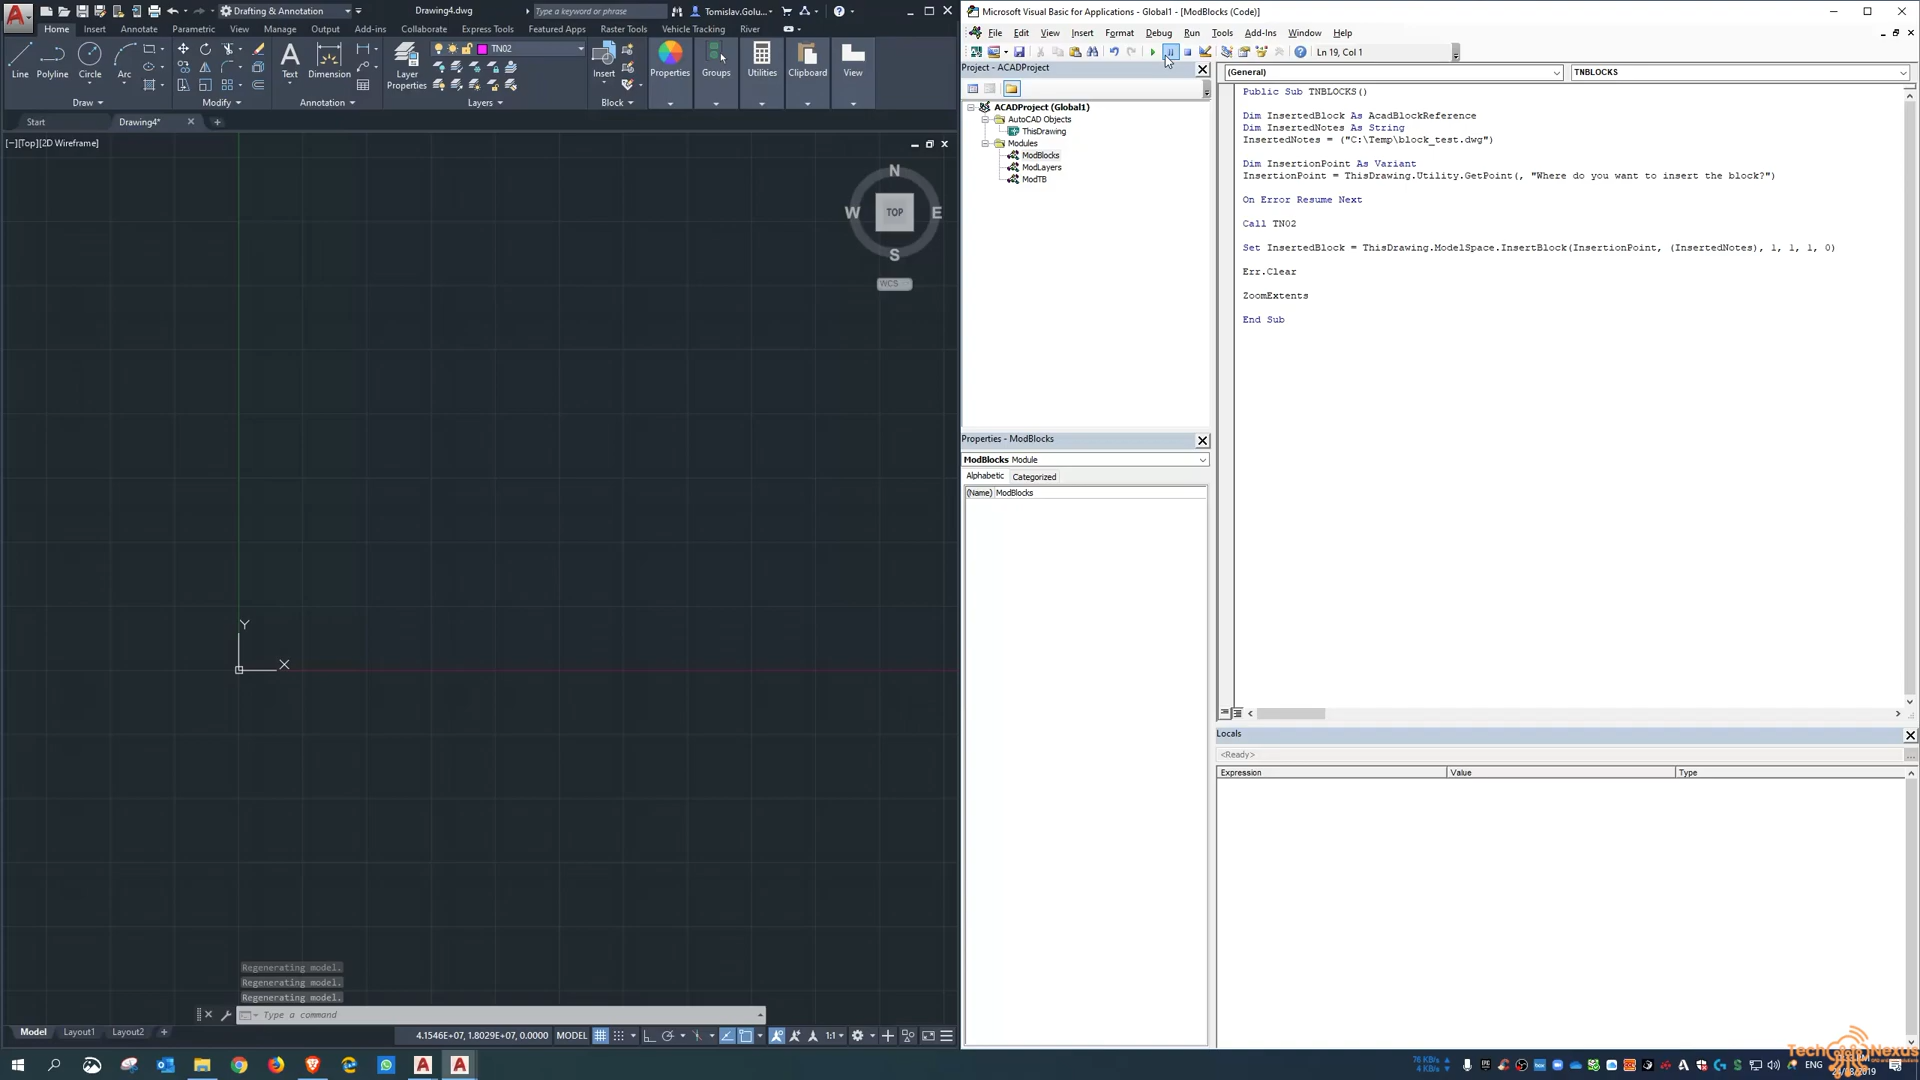 Drafting & Annotation
Drawing4.dwg
Type a keyword or phrase
Tomislav.Golu...
Home Insert Annotate Parametric View Manage Output Add-ins Collaborate Express Tools Featured Apps Raster Tools Vehicle Tracking River
TN02
Line Polyline Circle Arc Text Dimension Layer Properties Insert Properties Groups Utilities Clipboard View
Draw Modify Annotation Layers Block
Start Drawing4*
[−][Top][2D Wireframe]
N
W TOP E
S
WCS
Y
X
Regenerating model.
Regenerating model.
Regenerating model.
Type a command
Model Layout1 Layout2
4.1546E+07, 1.8029E+07, 0.0000 MODEL
1:1
Microsoft Visual Basic for Applications - Global1 - [ModBlocks (Code)]
File Edit View Insert Format Debug Run Tools Add-Ins Window Help
Ln 19, Col 1
Project - ACADProject
ACADProject (Global1)
AutoCAD Objects
ThisDrawing
Modules
ModBlocks
ModLayers
ModTB
Properties - ModBlocks
ModBlocks Module
Alphabetic Categorized
(Name) ModBlocks
(General) TNBLOCKS
Public Sub TNBLOCKS()
Dim InsertedBlock As AcadBlockReference
Dim InsertedNotes As String
InsertedNotes = ("C:\Temp\block_test.dwg")
Dim InsertionPoint As Variant
InsertionPoint = ThisDrawing.Utility.GetPoint(, "Where do you want to insert the block?")
On Error Resume Next
Call TN02
Set InsertedBlock = ThisDrawing.ModelSpace.InsertBlock(InsertionPoint, (InsertedNotes), 1, 1, 1, 0)
Err.Clear
ZoomExtents
End Sub
Locals
<Ready>
Expression Value Type
76 KB/s
4 KB/s
ENG
Tech Nexus